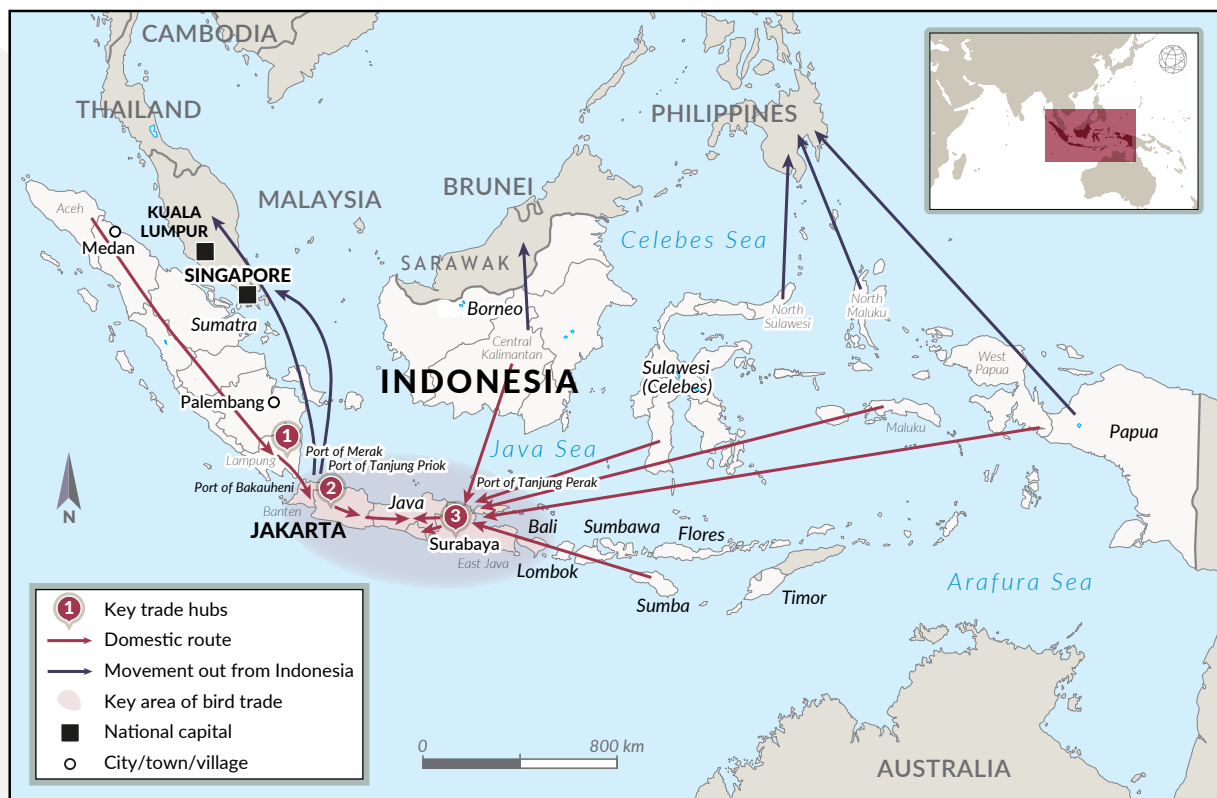 CAMBODIA
THAILAND
PHILIPPINES
MALAYSIA
BRUNEI
Aceh
KUALA
LUMPUR
Medan
Celebes Sea
SARAWAK
SINGAPORE
Sumatra
Borneo
North
Sulawesi
North
Maluku
Central
Kalimantan
West
Papua
Sulawesi
(Celebes)
INDONESIA
Palembang
Maluku
Papua
1
Java Sea
Port of Merak
Lampung
Port of Tanjung Priok
Port of Bakauheni
2
Port of Tanjung Perak
Java
Banten
3
JAKARTA
Bali
Sumbawa
Surabaya
Flores
East Java
Lombok
Arafura Sea
Sumba
Timor
N
1
Key trade hubs
Domestic route
Movement out from Indonesia
Key area of bird trade
National capital
City/town/village
0
800 km
AUSTRALIA